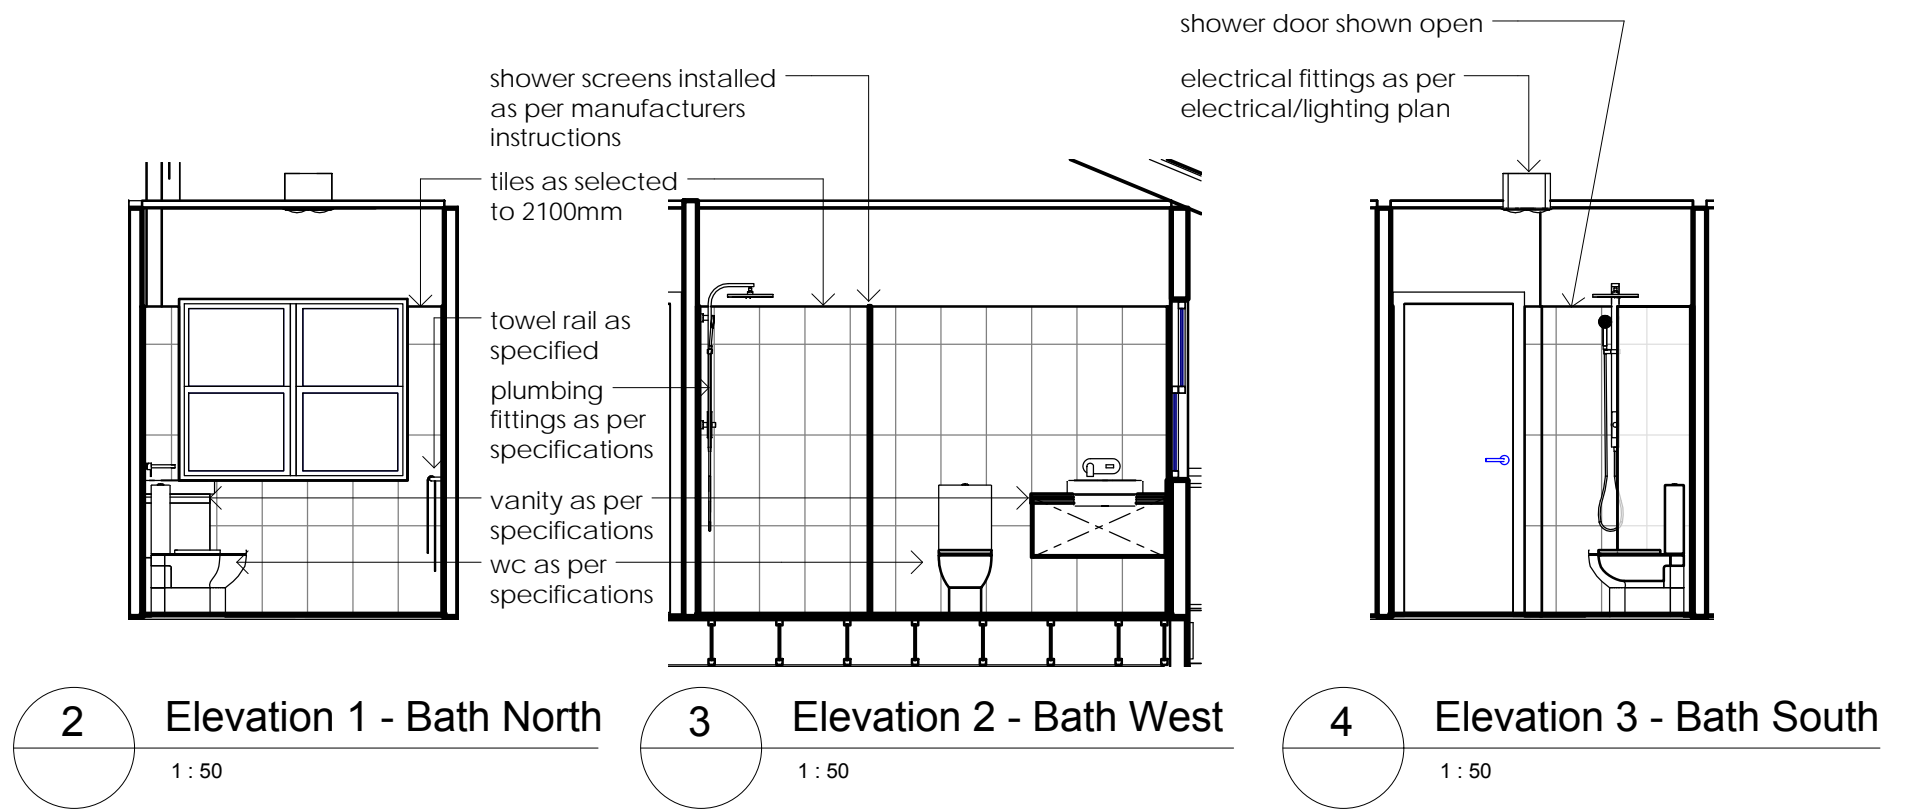 shower door shown open
shower screens installed
as per manufacturers
instructions
electrical fittings as per
electrical/lighting plan
tiles as selected
to 2100mm
towel rail as
specified
plumbing
fittings as per
specifications
vanity as per
specifications
wc as per
specifications
2
Elevation 1 - Bath North
1 : 50
3
Elevation 2 - Bath West
1 : 50
4
Elevation 3 - Bath South
1 : 50